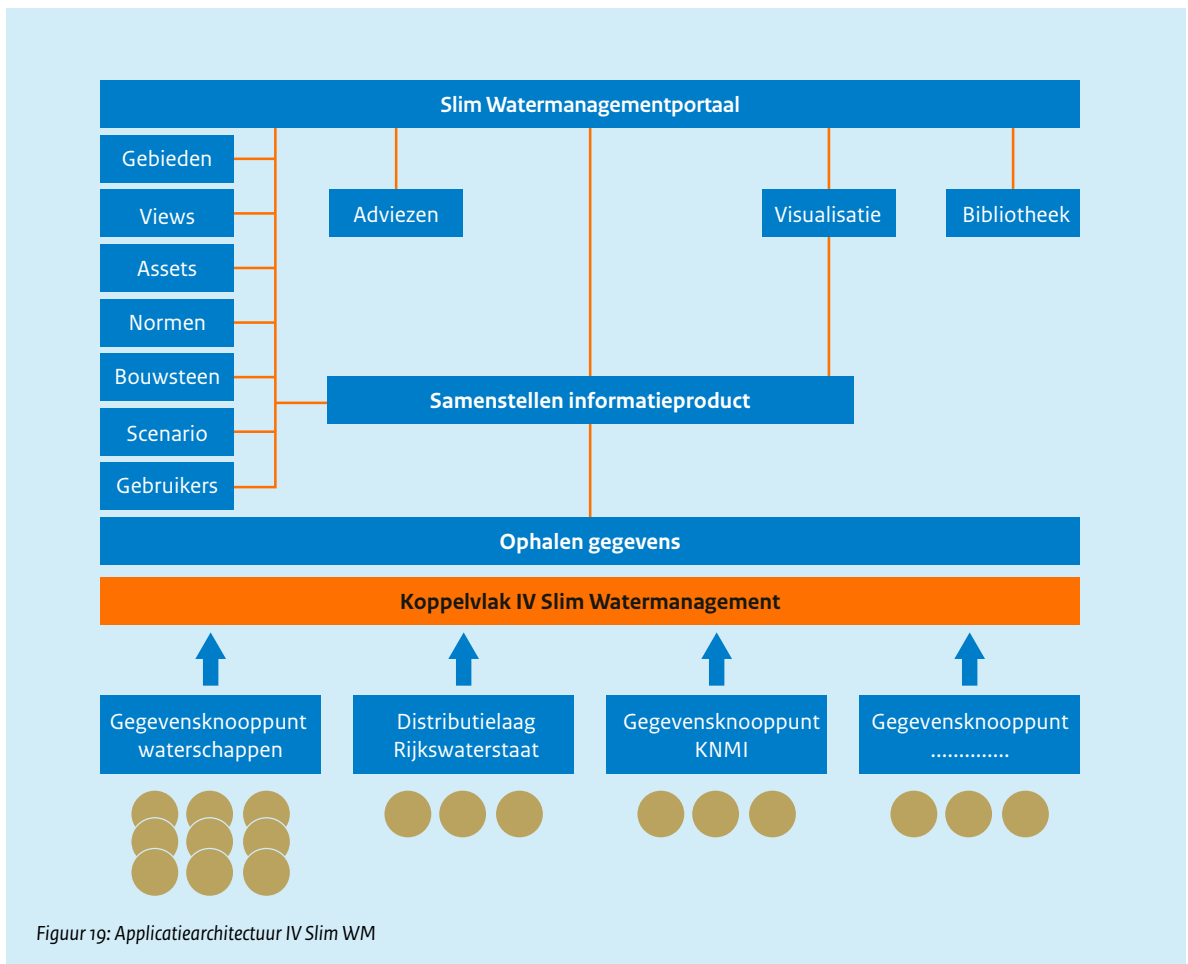 Slim Watermanagementportaal
Gebieden
Views
Assets
Normen
Bouwsteen
Scenario
Gebruikers
Adviezen
Visualisatie
Bibliotheek
Samenstellen informatieproduct
Ophalen gegevens
Koppelvlak IV Slim Watermanagement
Gegevensknooppunt
waterschappen
Distributielaag
Rijkswaterstaat
Gegevensknooppunt
KNMI
Gegevensknooppunt
..............
Figuur 19: Applicatiearchitectuur IV Slim WM